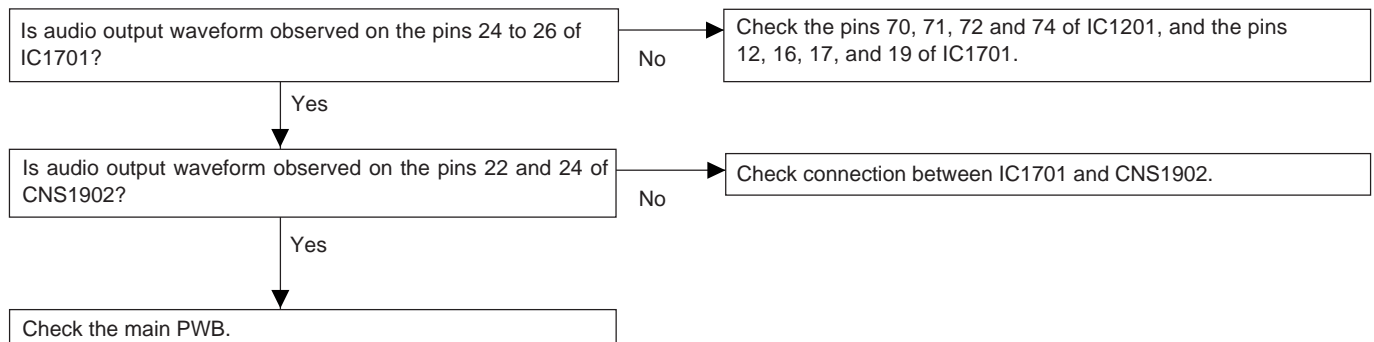 Is audio output waveform observed on the pins 24 to 26 of
IC1701?
No
Check the pins 70, 71, 72 and 74 of IC1201, and the pins
12, 16, 17, and 19 of IC1701.
Yes
Is audio output waveform observed on the pins 22 and 24 of
CNS1902?
No
Check connection between IC1701 and CNS1902.
Yes
Check the main PWB.